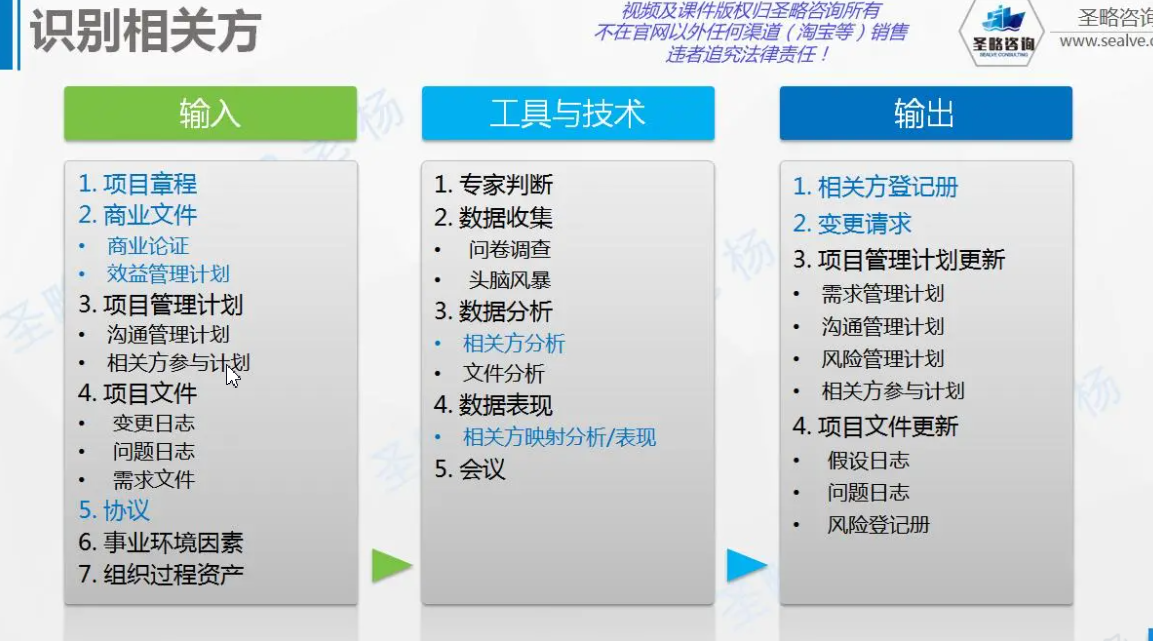 识别相关方
视频及课件版权归圣略咨询所有
不在官网以外任何渠道（淘宝等）销售
违者追究法律责任！
圣略咨询
SEALVE CONSULTING
圣略咨询
www.sealve.c
输入
1. 项目章程
2. 商业文件
• 商业论证
• 效益管理计划
3. 项目管理计划
• 沟通管理计划
• 相关方参与计划
4. 项目文件
• 变更日志
• 问题日志
• 需求文件
5. 协议
6. 事业环境因素
7. 组织过程资产
工具与技术
1. 专家判断
2. 数据收集
• 问卷调查
• 头脑风暴
3. 数据分析
• 相关方分析
• 文件分析
4. 数据表现
• 相关方映射分析/表现
5. 会议
输出
1. 相关方登记册
2. 变更请求
3. 项目管理计划更新
• 需求管理计划
• 沟通管理计划
• 风险管理计划
• 相关方参与计划
4. 项目文件更新
• 假设日志
• 问题日志
• 风险登记册